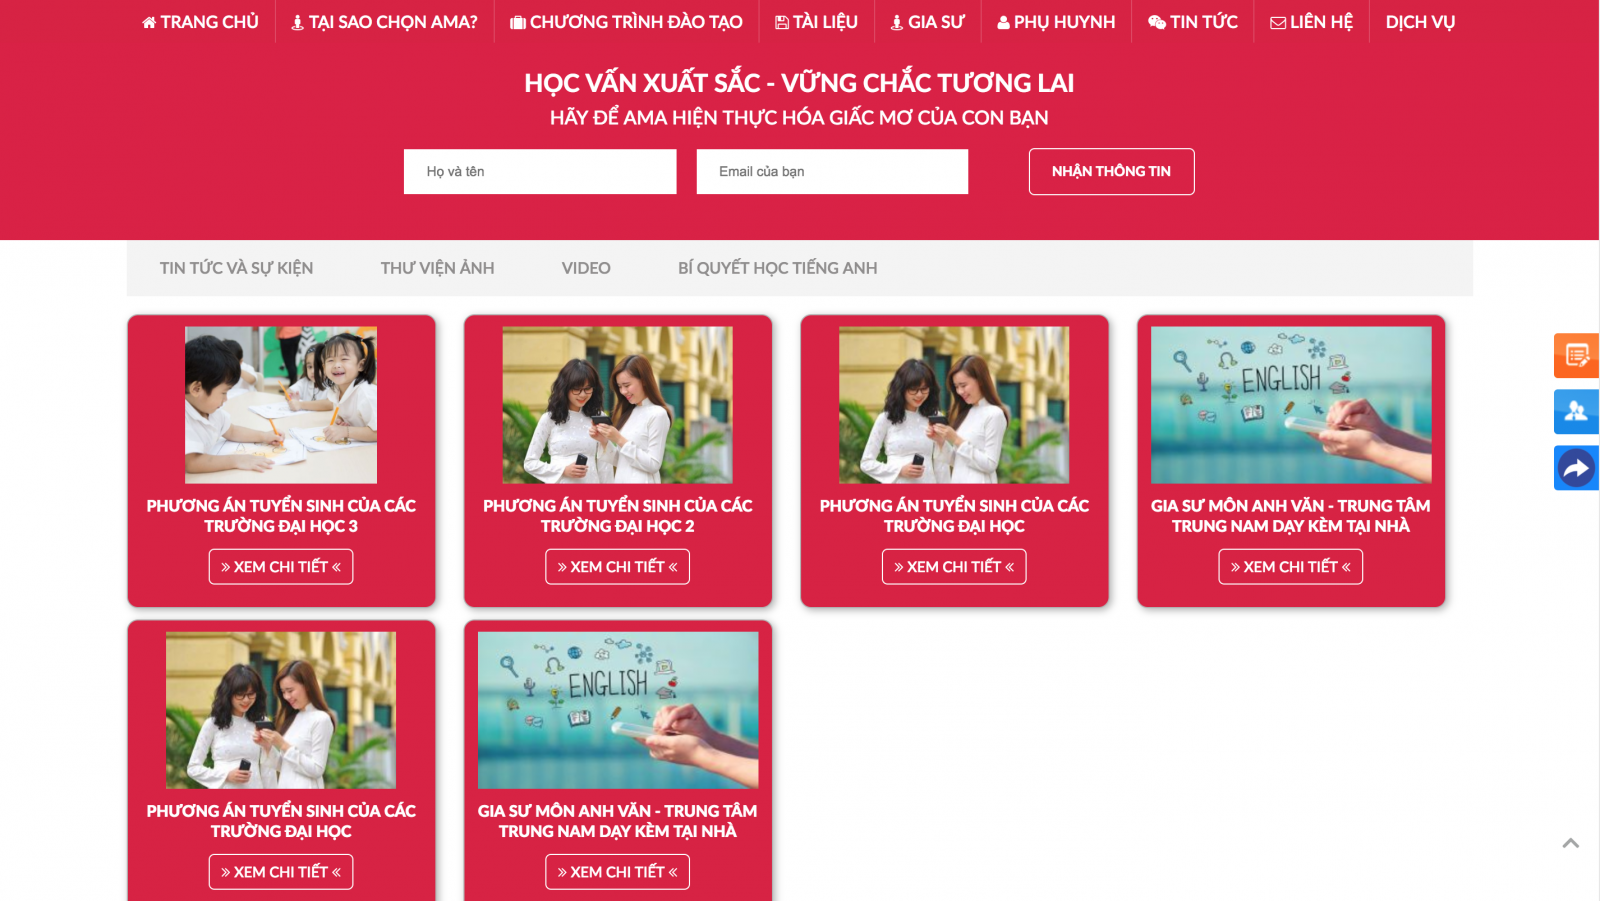 TRANG CHỦ TẠI SAO CHỌN AMA? CHƯƠNG TRÌNH ĐÀO TẠO TÀI LIỆU GIA SƯ PHỤ HUYNH TIN TỨC LIÊN HỆ DỊCH VỤ
HỌC VẤN XUẤT SẮC - VỮNG CHẮC TƯƠNG LAI
HÃY ĐỂ AMA HIỆN THỰC HÓA GIẤC MƠ CỦA CON BẠN
Họ và tên Email của bạn NHẬN THÔNG TIN
TIN TỨC VÀ SỰ KIỆN THƯ VIỆN ẢNH VIDEO BÍ QUYẾT HỌC TIẾNG ANH
ENGLISH
PHƯƠNG ÁN TUYỂN SINH CỦA CÁC
TRƯỜNG ĐẠI HỌC 3
» XEM CHI TIẾT «
PHƯƠNG ÁN TUYỂN SINH CỦA CÁC
TRƯỜNG ĐẠI HỌC 2
» XEM CHI TIẾT «
PHƯƠNG ÁN TUYỂN SINH CỦA CÁC
TRƯỜNG ĐẠI HỌC
» XEM CHI TIẾT «
GIA SƯ MÔN ANH VĂN - TRUNG TÂM
TRUNG NAM DẠY KÈM TẠI NHÀ
» XEM CHI TIẾT «
PHƯƠNG ÁN TUYỂN SINH CỦA CÁC
TRƯỜNG ĐẠI HỌC
» XEM CHI TIẾT «
ENGLISH
GIA SƯ MÔN ANH VĂN - TRUNG TÂM
TRUNG NAM DẠY KÈM TẠI NHÀ
» XEM CHI TIẾT «